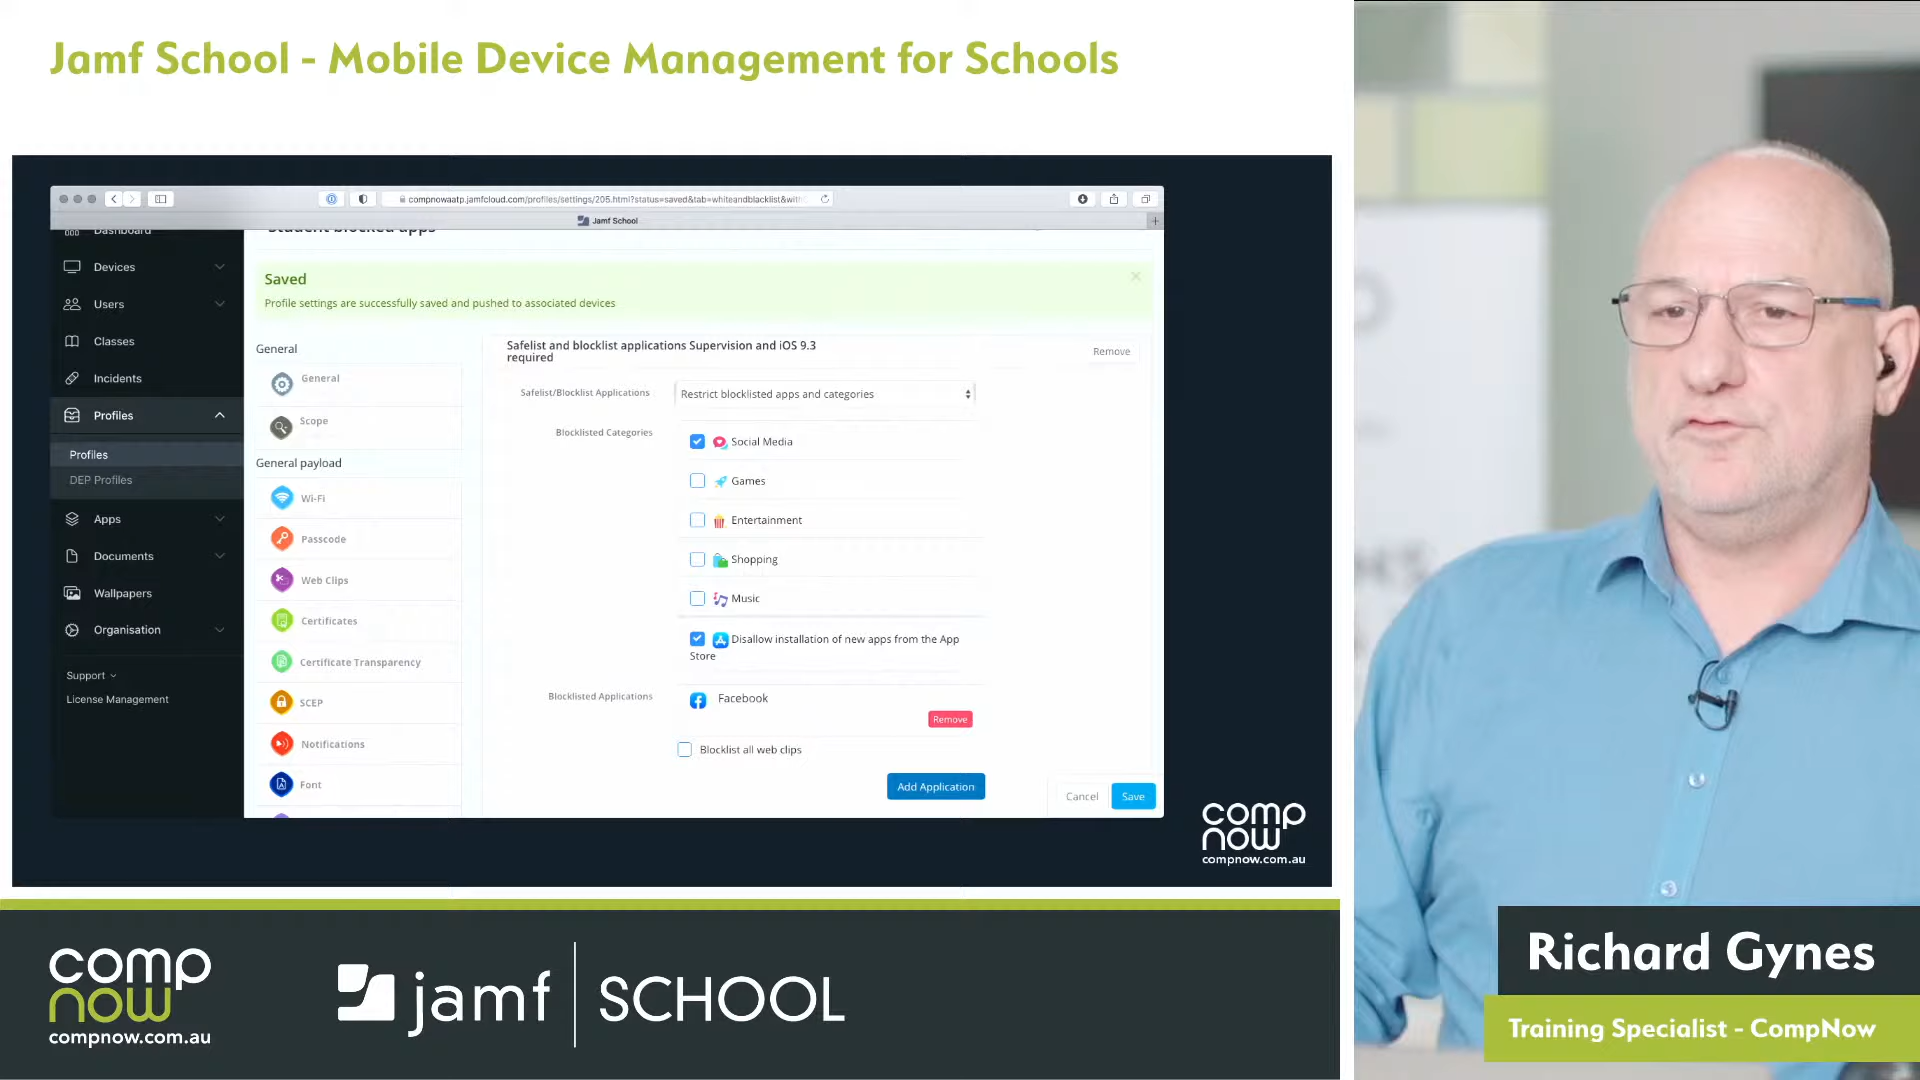 Jamf School - Mobile Device Management for Schools
compnowaatp.jamfcloud.com/profiles/settings/205.html?status=saved&tab=whiteandblacklist&with
Jamf School
Dashboard
Devices
Users
Classes
Incidents
Profiles
Profiles
DEP Profiles
Apps
Documents
Wallpapers
Organisation
Support
License Management
Student blocked apps
Saved
Profile settings are successfully saved and pushed to associated devices
General
General
Scope
General payload
Wi-Fi
Passcode
Web Clips
Certificates
Certificate Transparency
SCEP
Notifications
Font
Safelist and blocklist applications Supervision and iOS 9.3
required
Remove
Safelist/Blocklist Applications
Restrict blocklisted apps and categories
Blocklisted Categories
Social Media
Games
Entertainment
Shopping
Music
Disallow installation of new apps from the App
Store
Blocklisted Applications
Facebook
Remove
Blocklist all web clips
Add Application
Cancel
Save
comp
now
compnow.com.au
comp
now
compnow.com.au
jamf | SCHOOL
Richard Gynes
Training Specialist - CompNow